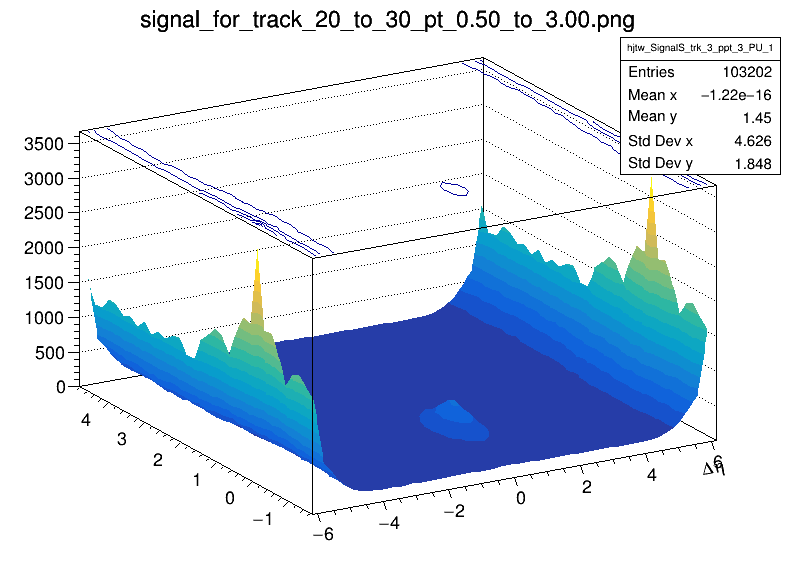 signal_for_track_20_to_30_pt_0.50_to_3.00.png
hjtw_SignalS_trk_3_ppt_3_PU_1
Entries 103202
Mean x −1.22e−16
Mean y 1.45
Std Dev x 4.626
Std Dev y 1.848
3500
3000
2500
2000
1500
1000
500
0
4
3
2
1
0
−1
−6
−4
−2
0
2
4
6
Δη